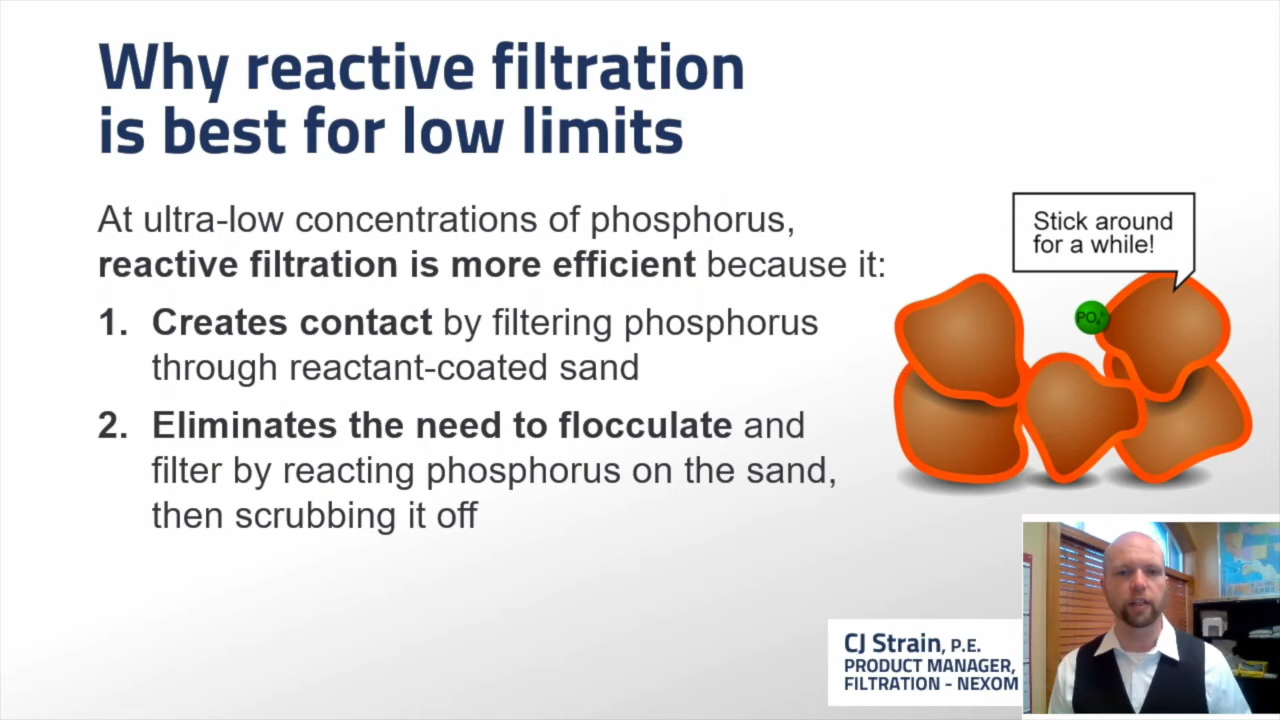 Why reactive filtration
is best for low limits
At ultra-low concentrations of phosphorus,
reactive filtration is more efficient because it:
1. Creates contact by filtering phosphorus
through reactant-coated sand
2. Eliminates the need to flocculate and
filter by reacting phosphorus on the sand,
then scrubbing it off
Stick around
for a while!
PO₄
CJ Strain, P.E.
PRODUCT MANAGER,
FILTRATION - NEXOM